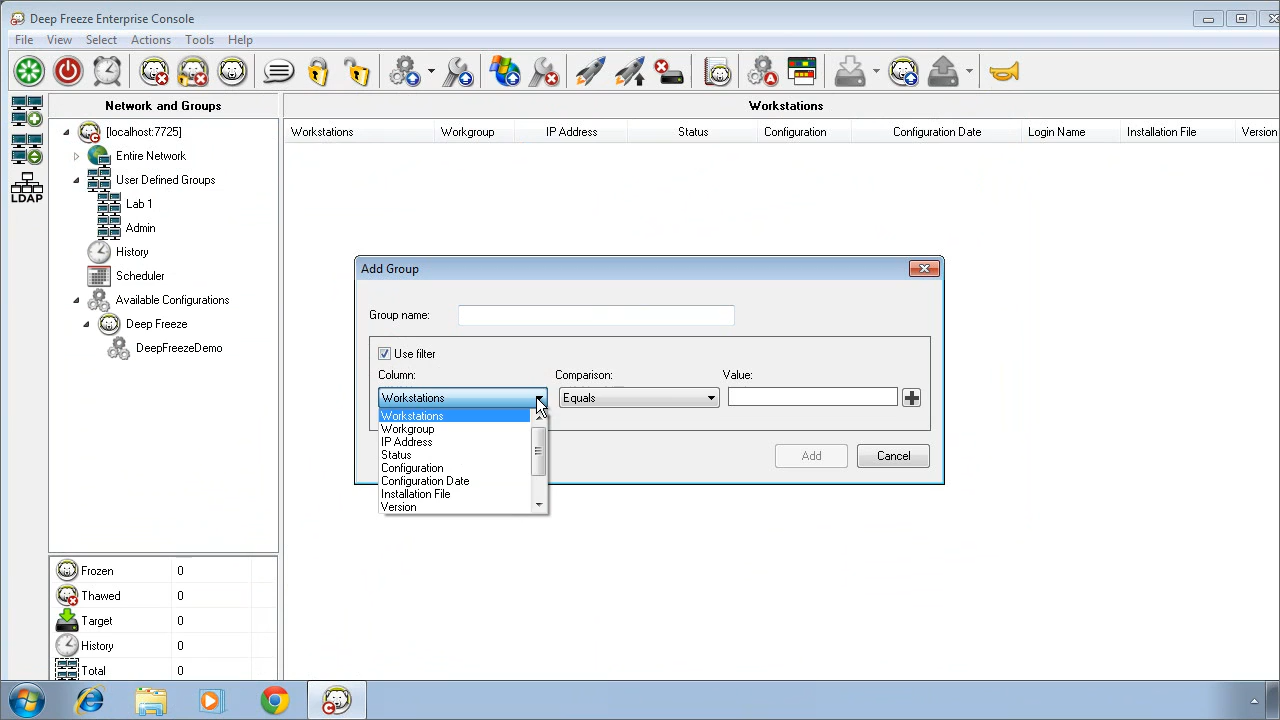 Deep Freeze Enterprise Console
File View Select Actions Tools Help
Network and Groups
Workstations
[localhost:7725]
Entire Network
User Defined Groups
Lab 1
Admin
History
Scheduler
Available Configurations
Deep Freeze
DeepFreezeDemo
LDAP
Workstations Workgroup IP Address Status Configuration Configuration Date Login Name Installation File Version
Add Group
Group name:
Use filter
Column: Comparison: Value:
Workstations Equals
Workstations
Workgroup
IP Address
Status
Configuration
Configuration Date
Installation File
Version
Add Cancel
Frozen 0
Thawed 0
Target 0
History 0
Total 0